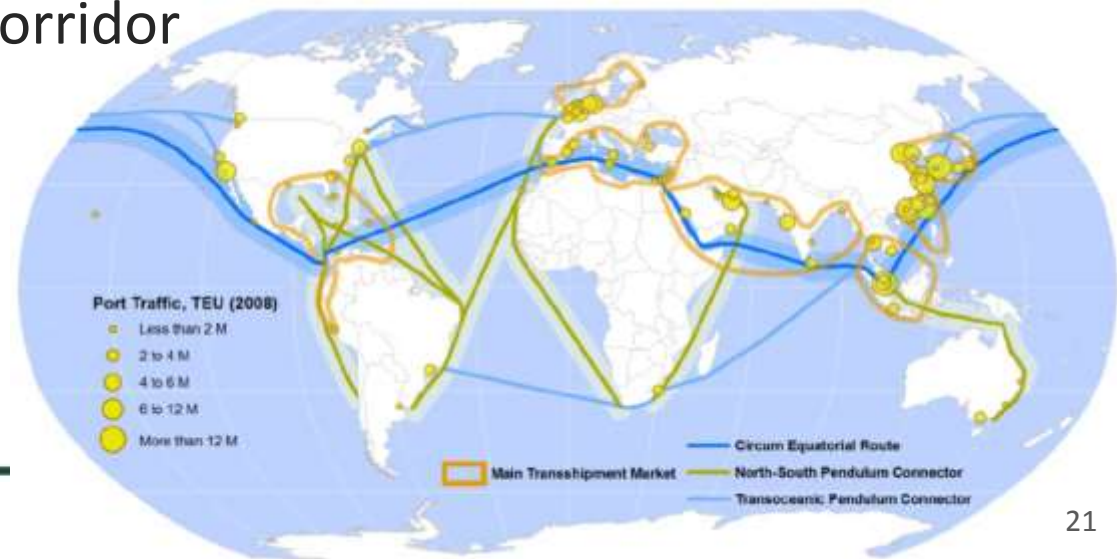 orridor
Port Traffic, TEU (2008)
Less than 2 M
2 to 4 M
4 to 6 M
6 to 12 M
More than 12 M
Main Transshipment Market
Circum Equatorial Route
North-South Pendulum Connector
Transoceanic Pendulum Connector
21